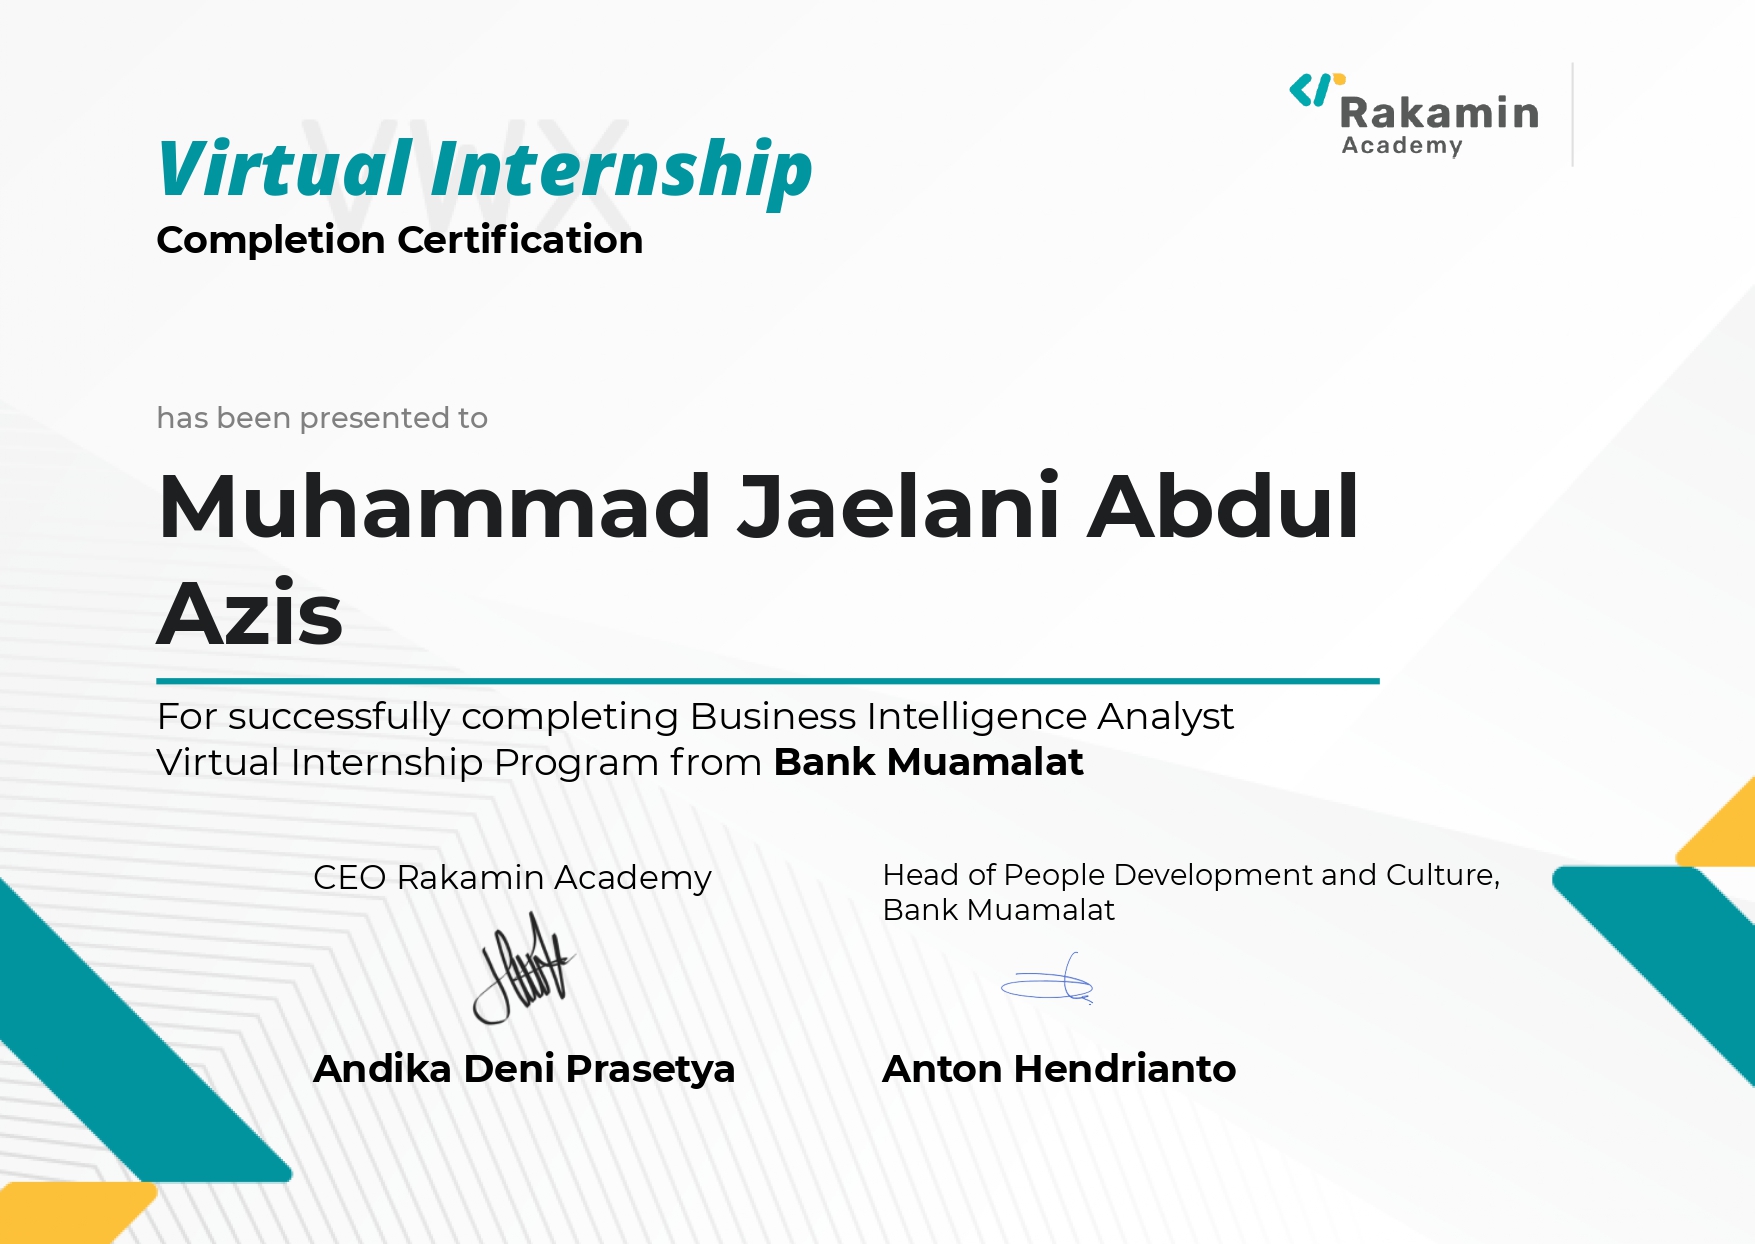 Rakamin
Academy
VWX
Virtual Internship
Completion Certification
has been presented to
Muhammad Jaelani Abdul
Azis
For successfully completing Business Intelligence Analyst
Virtual Internship Program from Bank Muamalat
CEO Rakamin Academy
Andika Deni Prasetya
Head of People Development and Culture,
Bank Muamalat
Anton Hendrianto